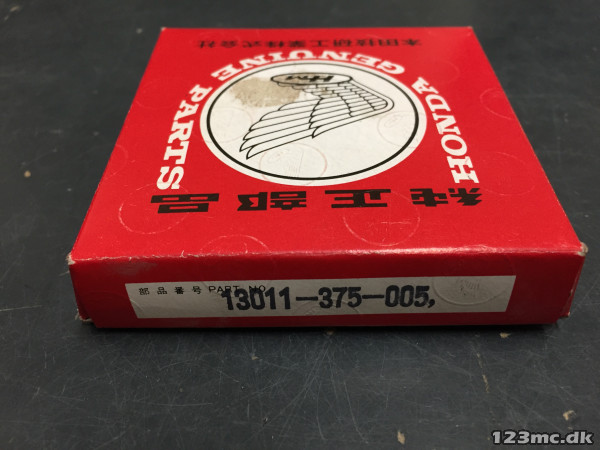 本田技研工業株式会社
HONDA GENUINE PARTS
HM
純正部品
部品番号 PART NO.
13011-375-005,
123mc.dk